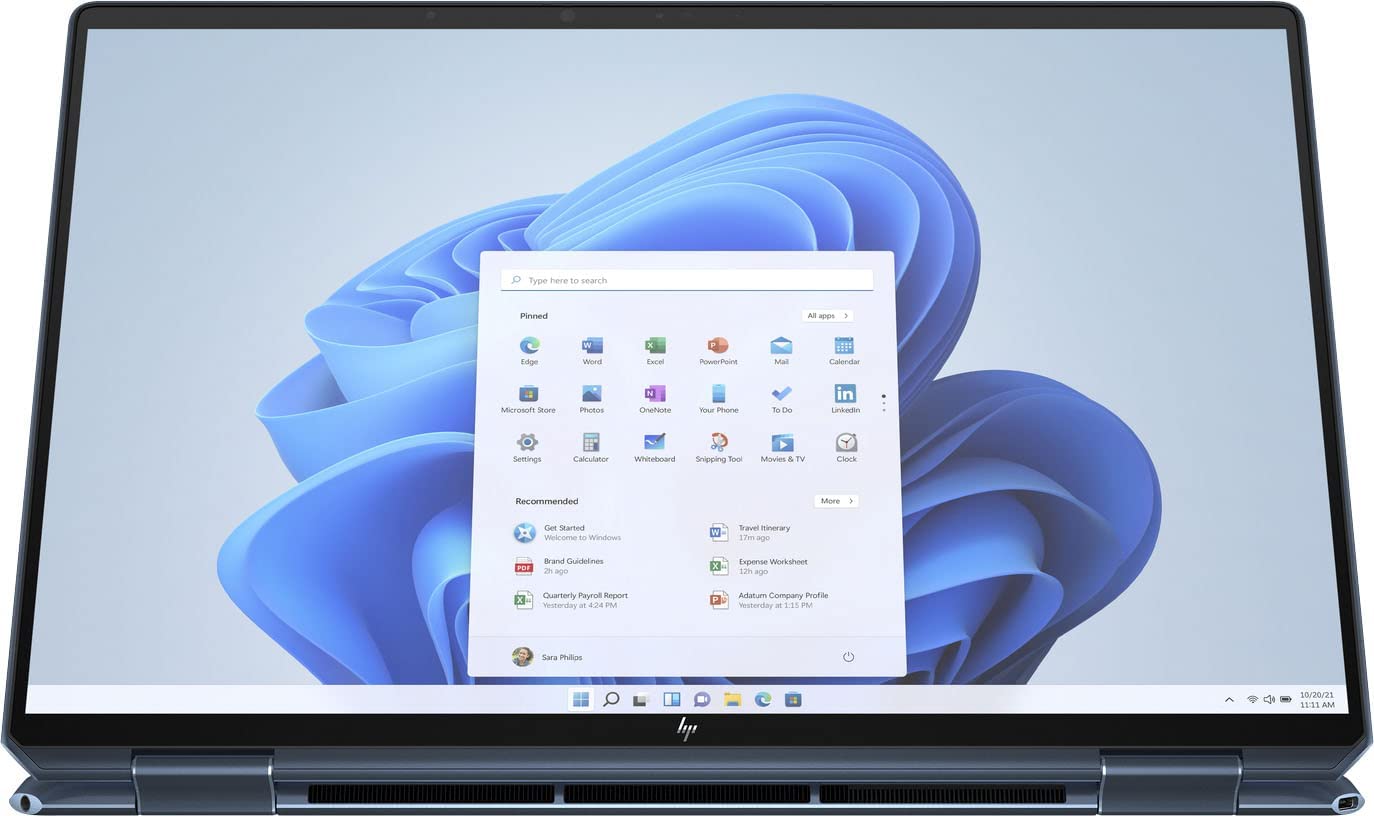 Type here to search
Pinned
All apps >
Edge
Word
Excel
PowerPoint
Mail
Calendar
Microsoft Store
Photos
OneNote
Your Phone
To Do
LinkedIn
Settings
Calculator
Whiteboard
Snipping Tool
Movies & TV
Clock
Recommended
More >
Get Started
Welcome to Windows
Travel Itinerary
17m ago
Brand Guidelines
2h ago
Expense Worksheet
12h ago
Quarterly Payroll Report
Yesterday at 4:24 PM
Adatum Company Profile
Yesterday at 1:15 PM
Sara Philips
10/20/21
11:11 AM
hp